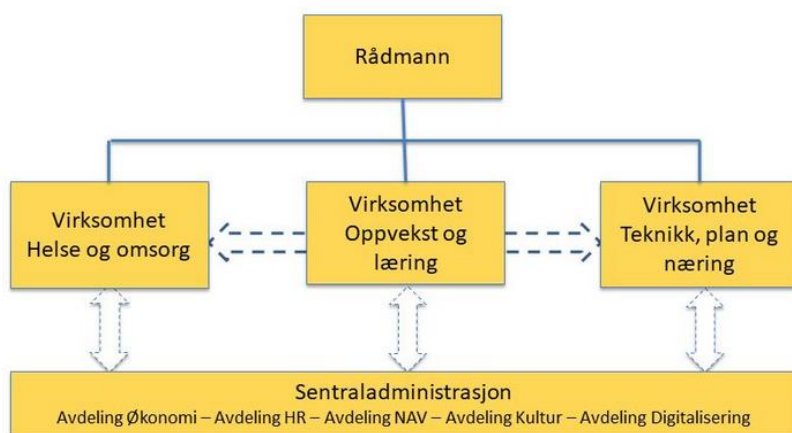 Rådmann
Virksomhet
Helse og omsorg
Virksomhet
Oppvekst og
læring
Virksomhet
Teknikk, plan og
næring
Sentraladministrasjon
Avdeling Økonomi – Avdeling HR – Avdeling NAV – Avdeling Kultur – Avdeling Digitalisering